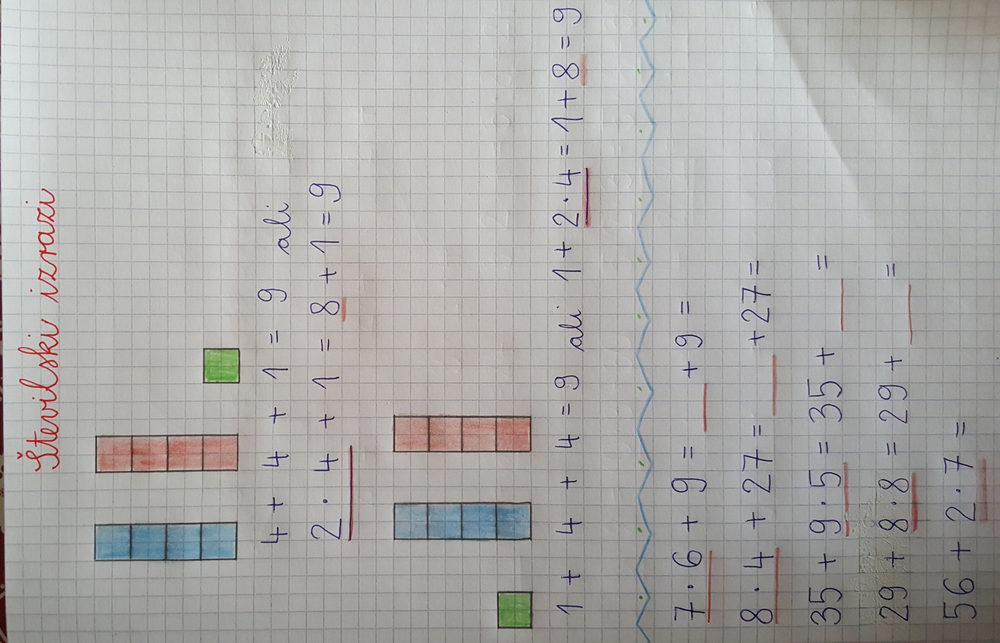 Številski izrazi
4 + 4 + 1 = 9 ali
2 · 4 + 1 = 8 + 1 = 9
1 + 4 + 4 = 9 ali 1 + 2 · 4 = 1 + 8 = 9
7 · 6 + 9 = ___ + 9 =
8 · 4 + 27 = ___ + 27 =
35 + 9 · 5 = 35 + ___ =
29 + 8 · 8 = 29 + ___ =
56 + 2 · 7 =